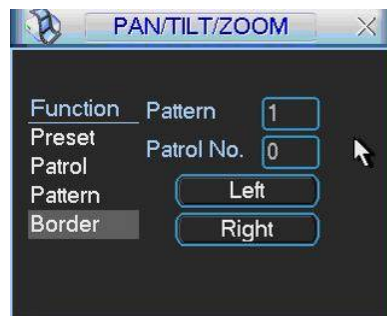 PAN/TILT/ZOOM
Function
Preset
Patrol
Pattern
Border
Pattern 1
Patrol No. 0
Left
Right